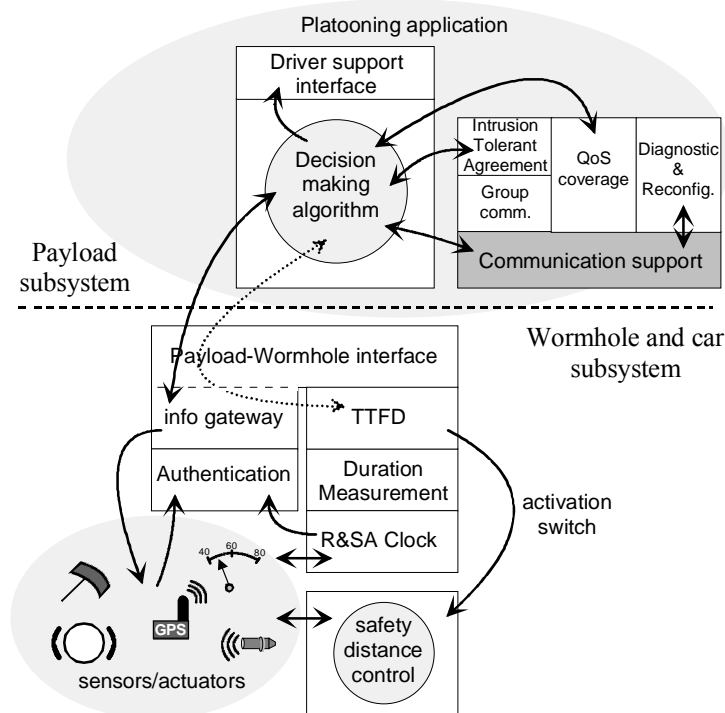 Platooning application
Driver support
interface
Decision
making
algorithm
Intrusion
Tolerant
Agreement
Group
comm.
QoS
coverage
Diagnostic
&
Reconfig.
Communication support
Payload
subsystem
Wormhole and car
subsystem
Payload-Wormhole interface
info gateway
TTFD
Authentication
Duration
Measurement
R&SA Clock
activation
switch
40 60 80
GPS
sensors/actuators
safety
distance
control